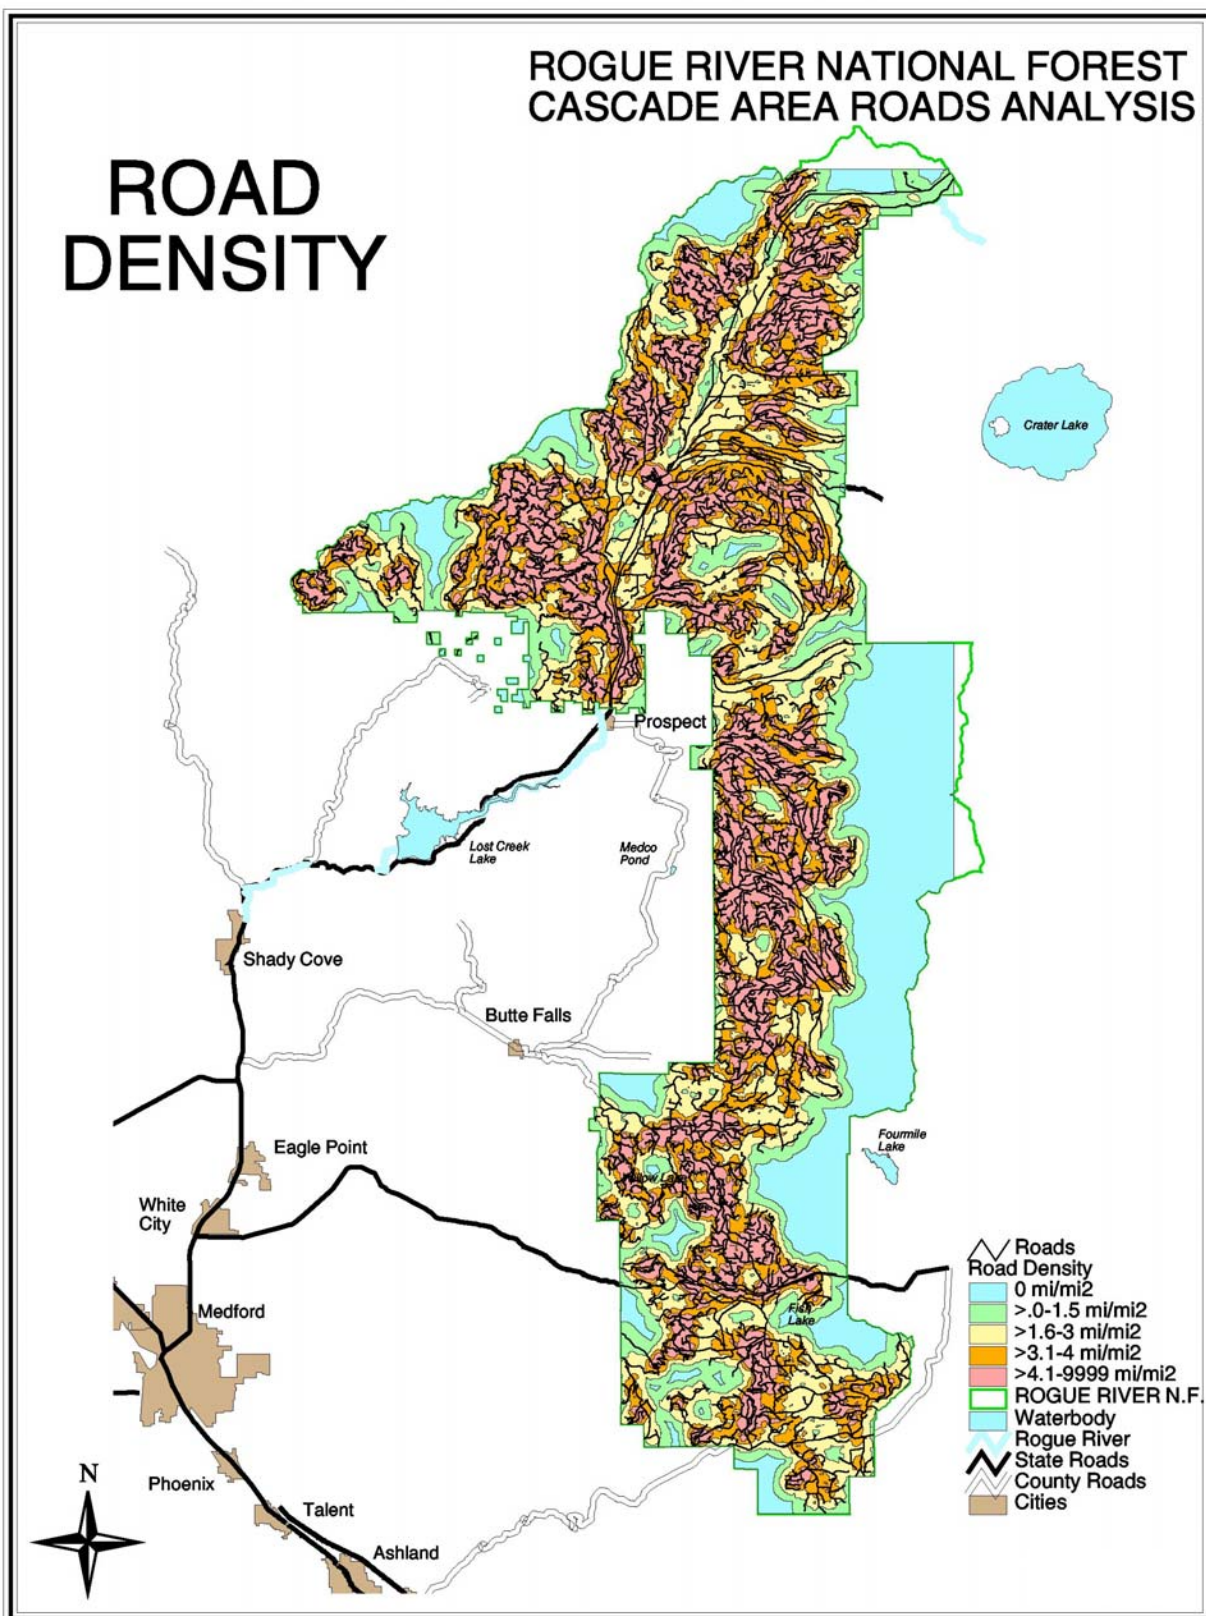 ROGUE RIVER NATIONAL FOREST
CASCADE AREA ROADS ANALYSIS
ROAD
DENSITY
Crater Lake
Prospect
Lost Creek
Lake
Medco
Pond
Shady Cove
Butte Falls
Fourmile
Lake
Eagle Point
White
City
Medford
Fish
Lake
Phoenix
Talent
Ashland
N
Roads
Road Density
0 mi/mi2
>.0-1.5 mi/mi2
>1.6-3 mi/mi2
>3.1-4 mi/mi2
>4.1-9999 mi/mi2
ROGUE RIVER N.F.
Waterbody
Rogue River
State Roads
County Roads
Cities